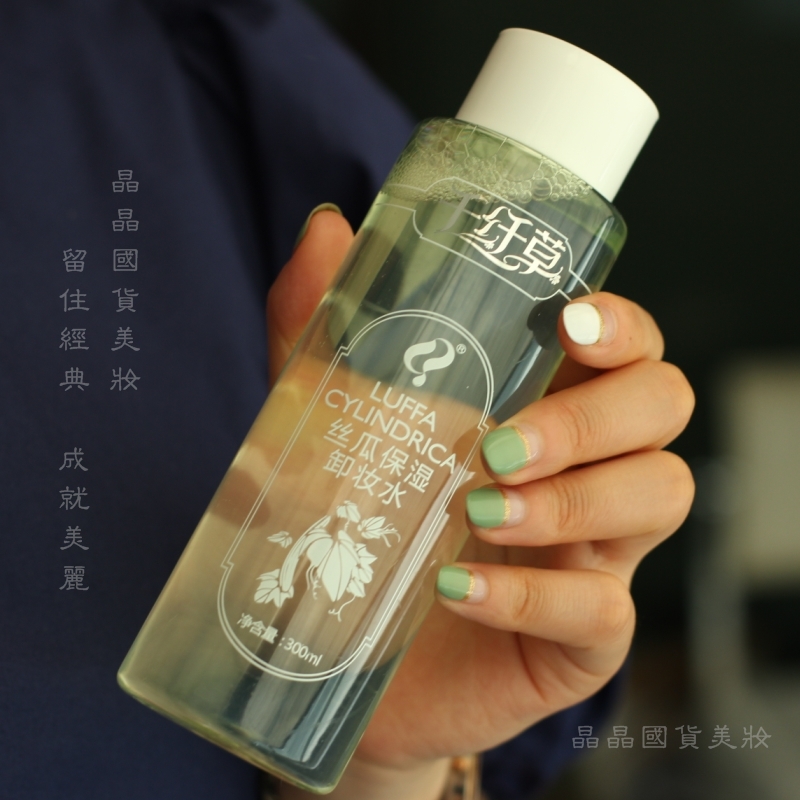 晶晶國貨美妝
留住經典 成就美麗
一纤草
®
LUFFA
CYLINDRICA
丝瓜保湿
卸妆水
净含量:300ml
晶晶國貨美妝